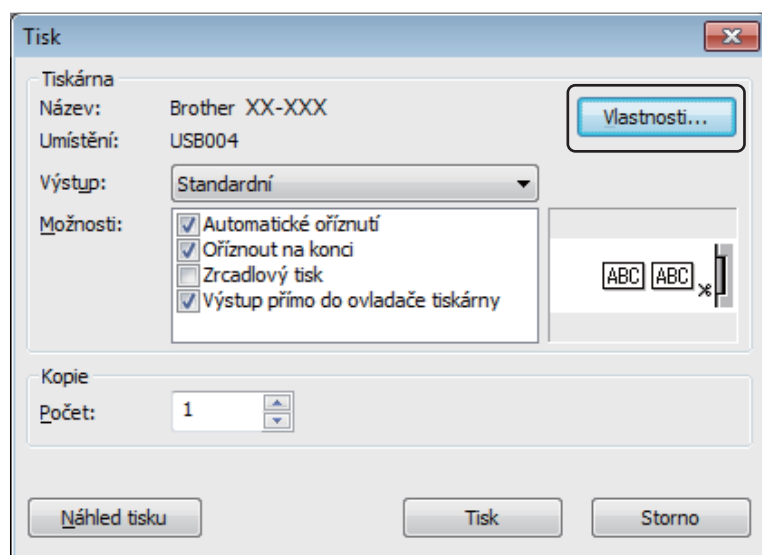 Tisk
Tiskárna
Název: Brother XX-XXX
Vlastnosti...
Umístění: USB004
Výstup: Standardní
Možnosti: Automatické oříznutí
Oříznout na konci
Zrcadlový tisk
Výstup přímo do ovladače tiskárny
ABC ABC
Kopie
Počet: 1
Náhled tisku Tisk Storno